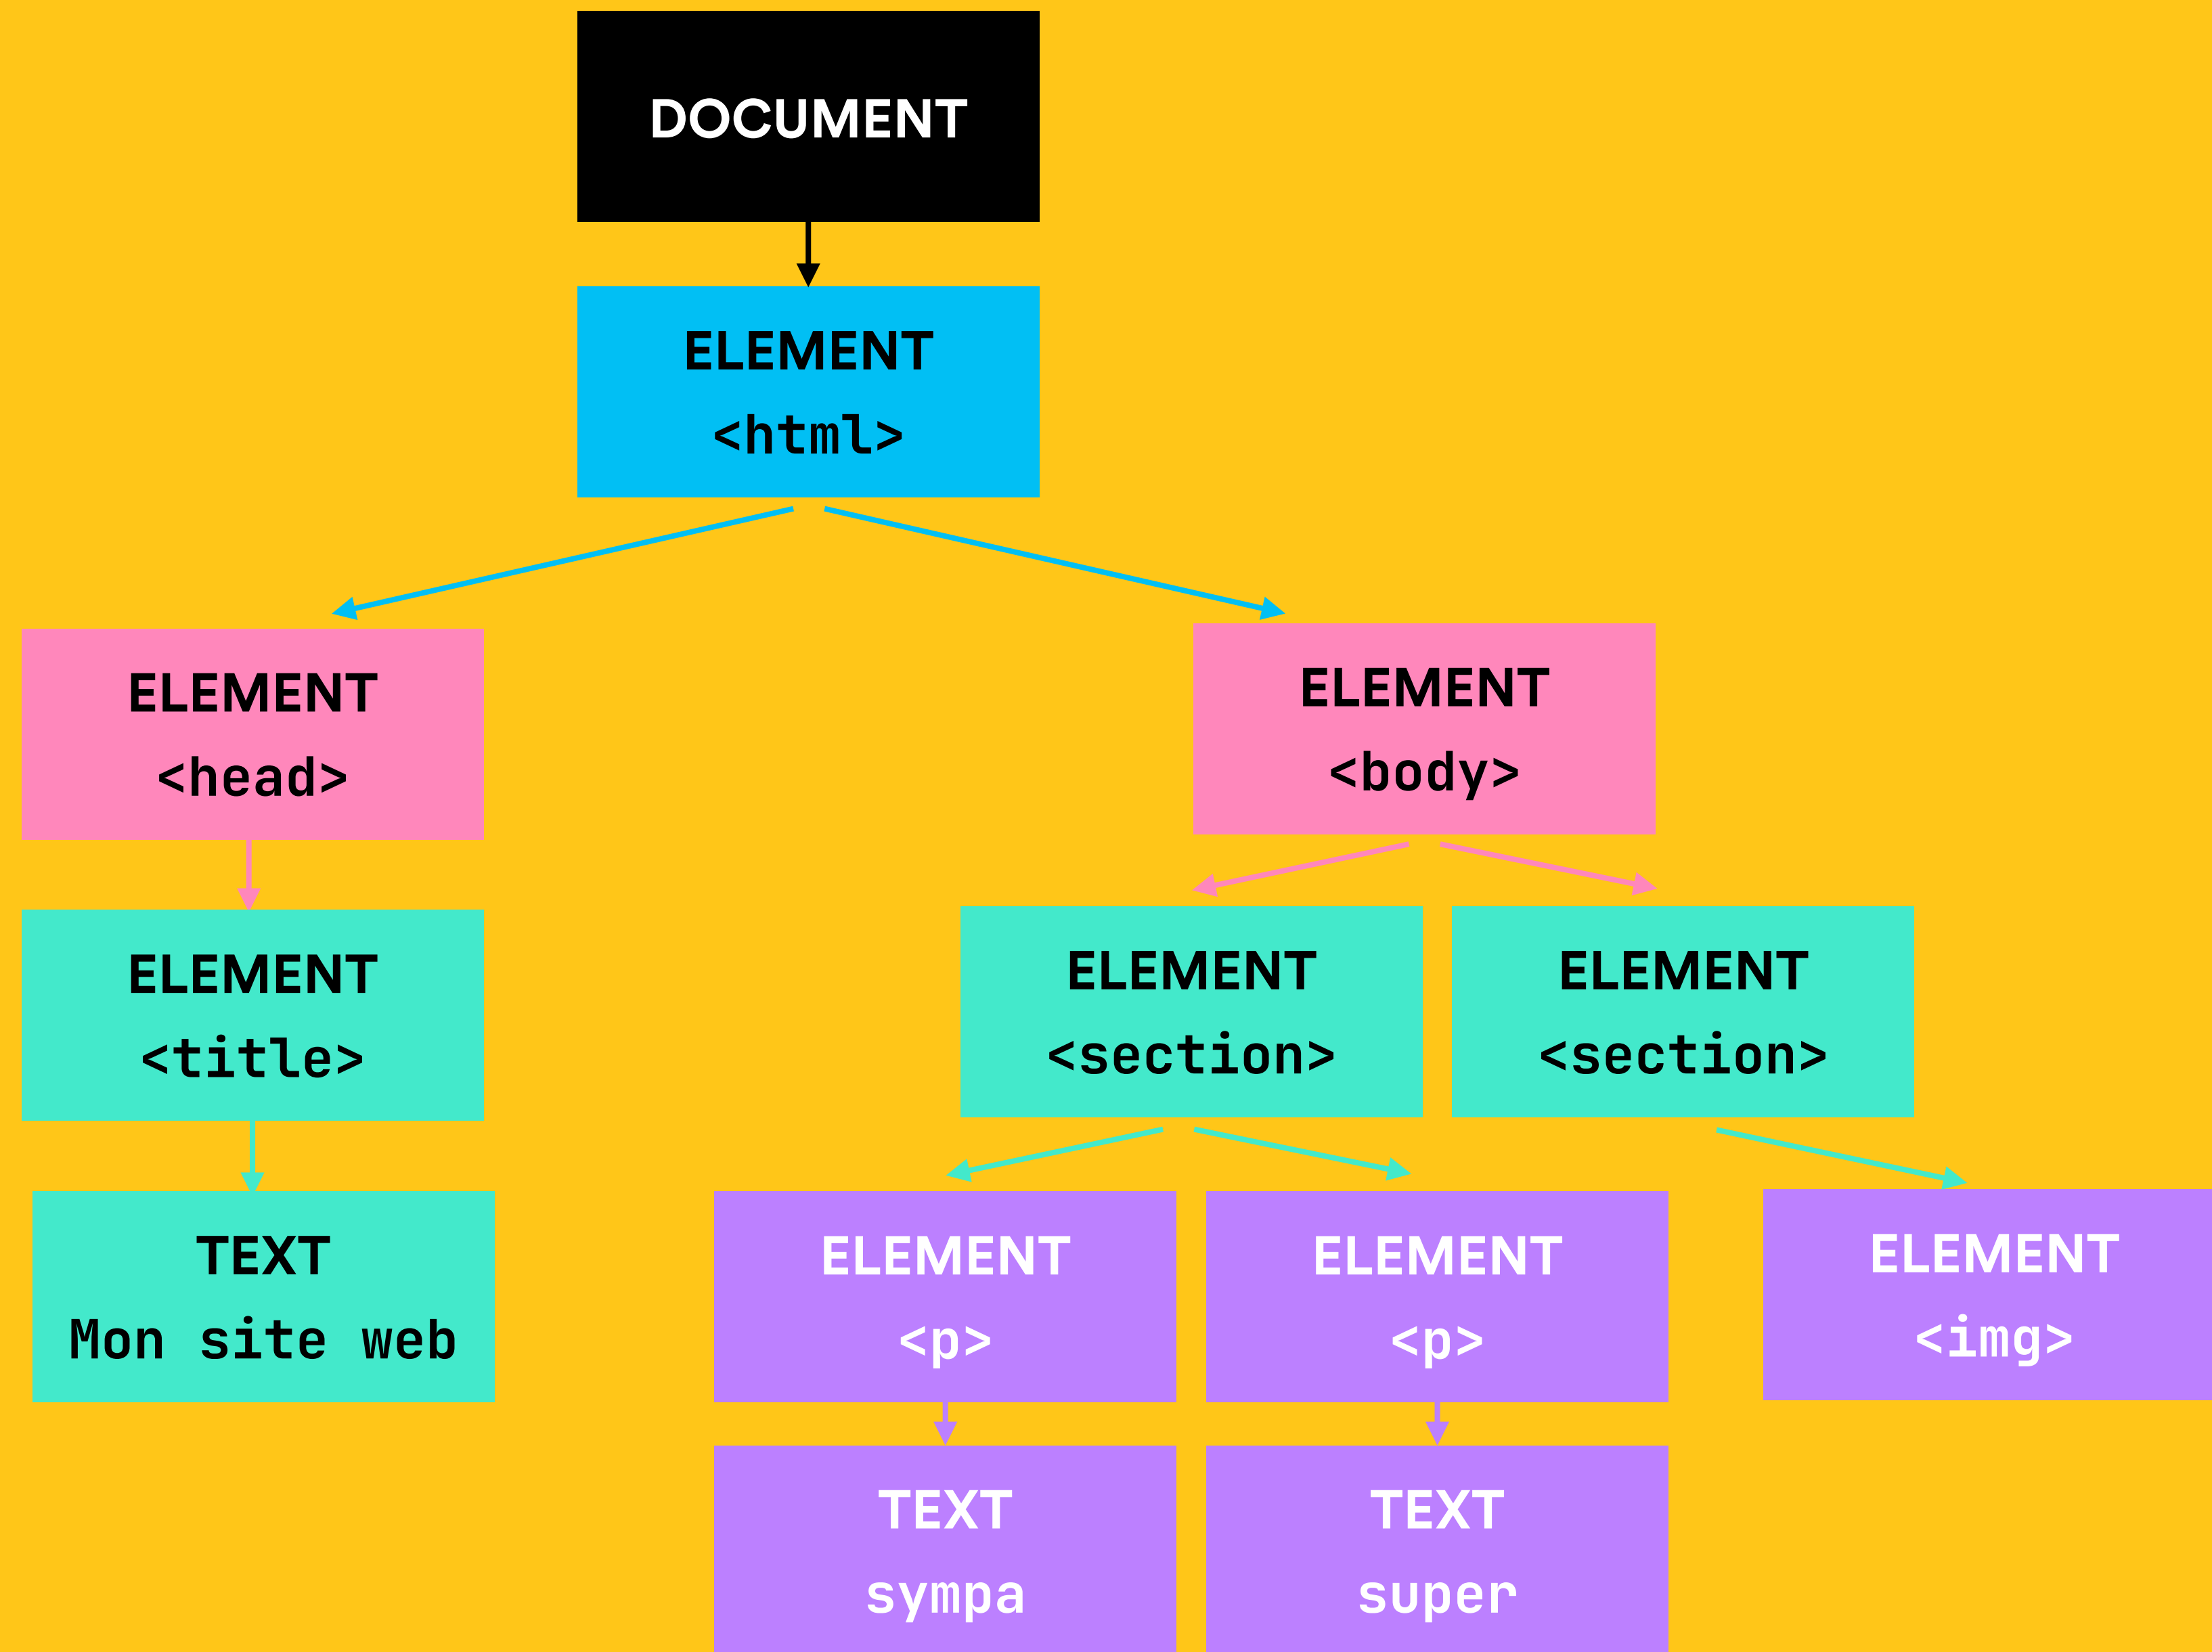 DOCUMENT
ELEMENT
<html>
ELEMENT
<head>
ELEMENT
<body>
ELEMENT
<title>
ELEMENT
<section>
ELEMENT
<section>
TEXT
Mon site web
ELEMENT
<p>
ELEMENT
<p>
ELEMENT
<img>
TEXT
sympa
TEXT
super